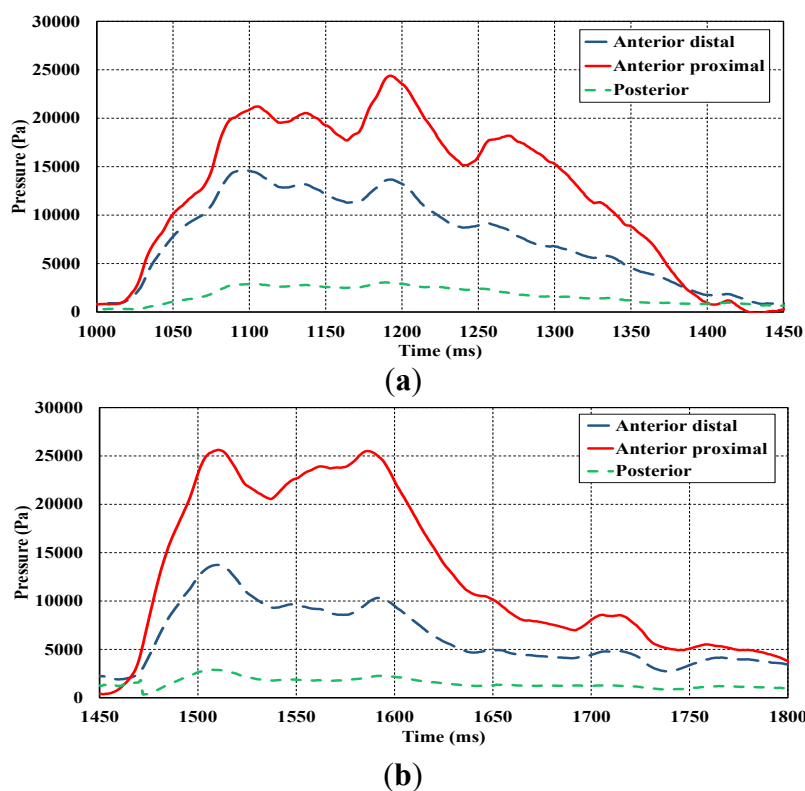 30000
25000
20000
15000
10000
5000
0
Pressure (Pa)
Anterior distal
Anterior proximal
Posterior
1000 1050 1100 1150 1200 1250 1300 1350 1400 1450
Time (ms)
(a)
30000
25000
20000
15000
10000
5000
0
Pressure (Pa)
Anterior distal
Anterior proximal
Posterior
1450 1500 1550 1600 1650 1700 1750 1800
Time (ms)
(b)